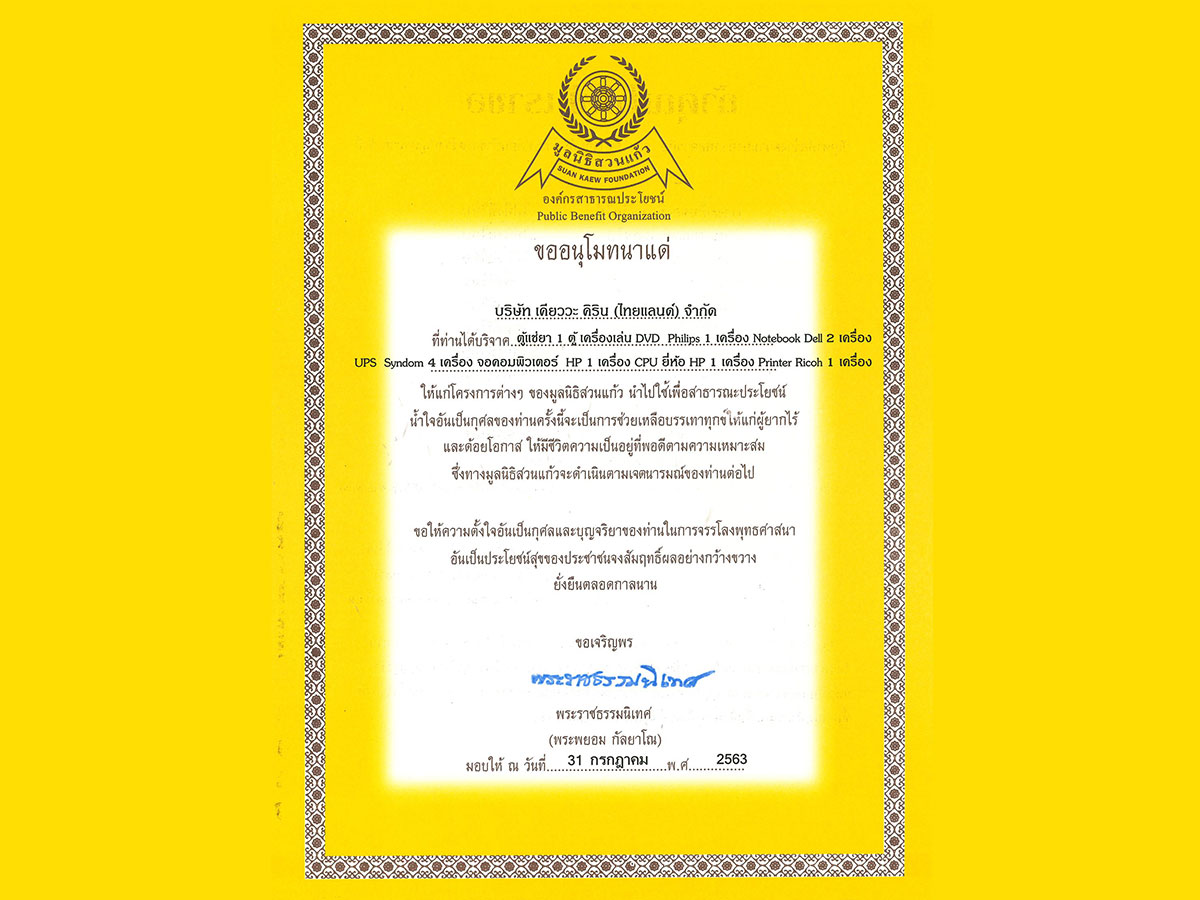 มูลนิธิสวนแก้ว
SUAN KAEW FOUNDATION
องค์กรสาธารณประโยชน์
Public Benefit Organization
ขออนุโมทนาแด่
บริษัท เคียววะ คิริน (ไทยแลนด์) จำกัด
ที่ท่านได้บริจาค ตู้แช่ยา 1 ตู้ เครื่องเล่น DVD Philips 1 เครื่อง Notebook Dell 2 เครื่อง
UPS Syndom 4 เครื่อง จอคอมพิวเตอร์ HP 1 เครื่อง CPU ยี่ห้อ HP 1 เครื่อง Printer Ricoh 1 เครื่อง
ให้แก่โครงการต่างๆ ของมูลนิธิสวนแก้ว นำไปใช้เพื่อสาธารณะประโยชน์
น้ำใจอันเป็นกุศลของท่านครั้งนี้จะเป็นการช่วยเหลือบรรเทาทุกข์ให้แก่ผู้ยากไร้
และด้อยโอกาส ให้มีชีวิตความเป็นอยู่ที่พอดีตามความเหมาะสม
ซึ่งทางมูลนิธิสวนแก้วจะดำเนินตามเจตนารมณ์ของท่านต่อไป
ขอให้ความตั้งใจอันเป็นกุศลและบุญจริยาของท่านในการจรรโลงพุทธศาสนา
อันเป็นประโยชน์สุขของประชาชนจงสัมฤทธิ์ผลอย่างกว้างขวาง
ยั่งยืนตลอดกาลนาน
ขอเจริญพร
พระราชธรรมนิเทศ
พระราชธรรมนิเทศ
(พระพยอม กัลยาโณ)
มอบให้ ณ วันที่ 31 กรกฎาคม พ.ศ. 2563